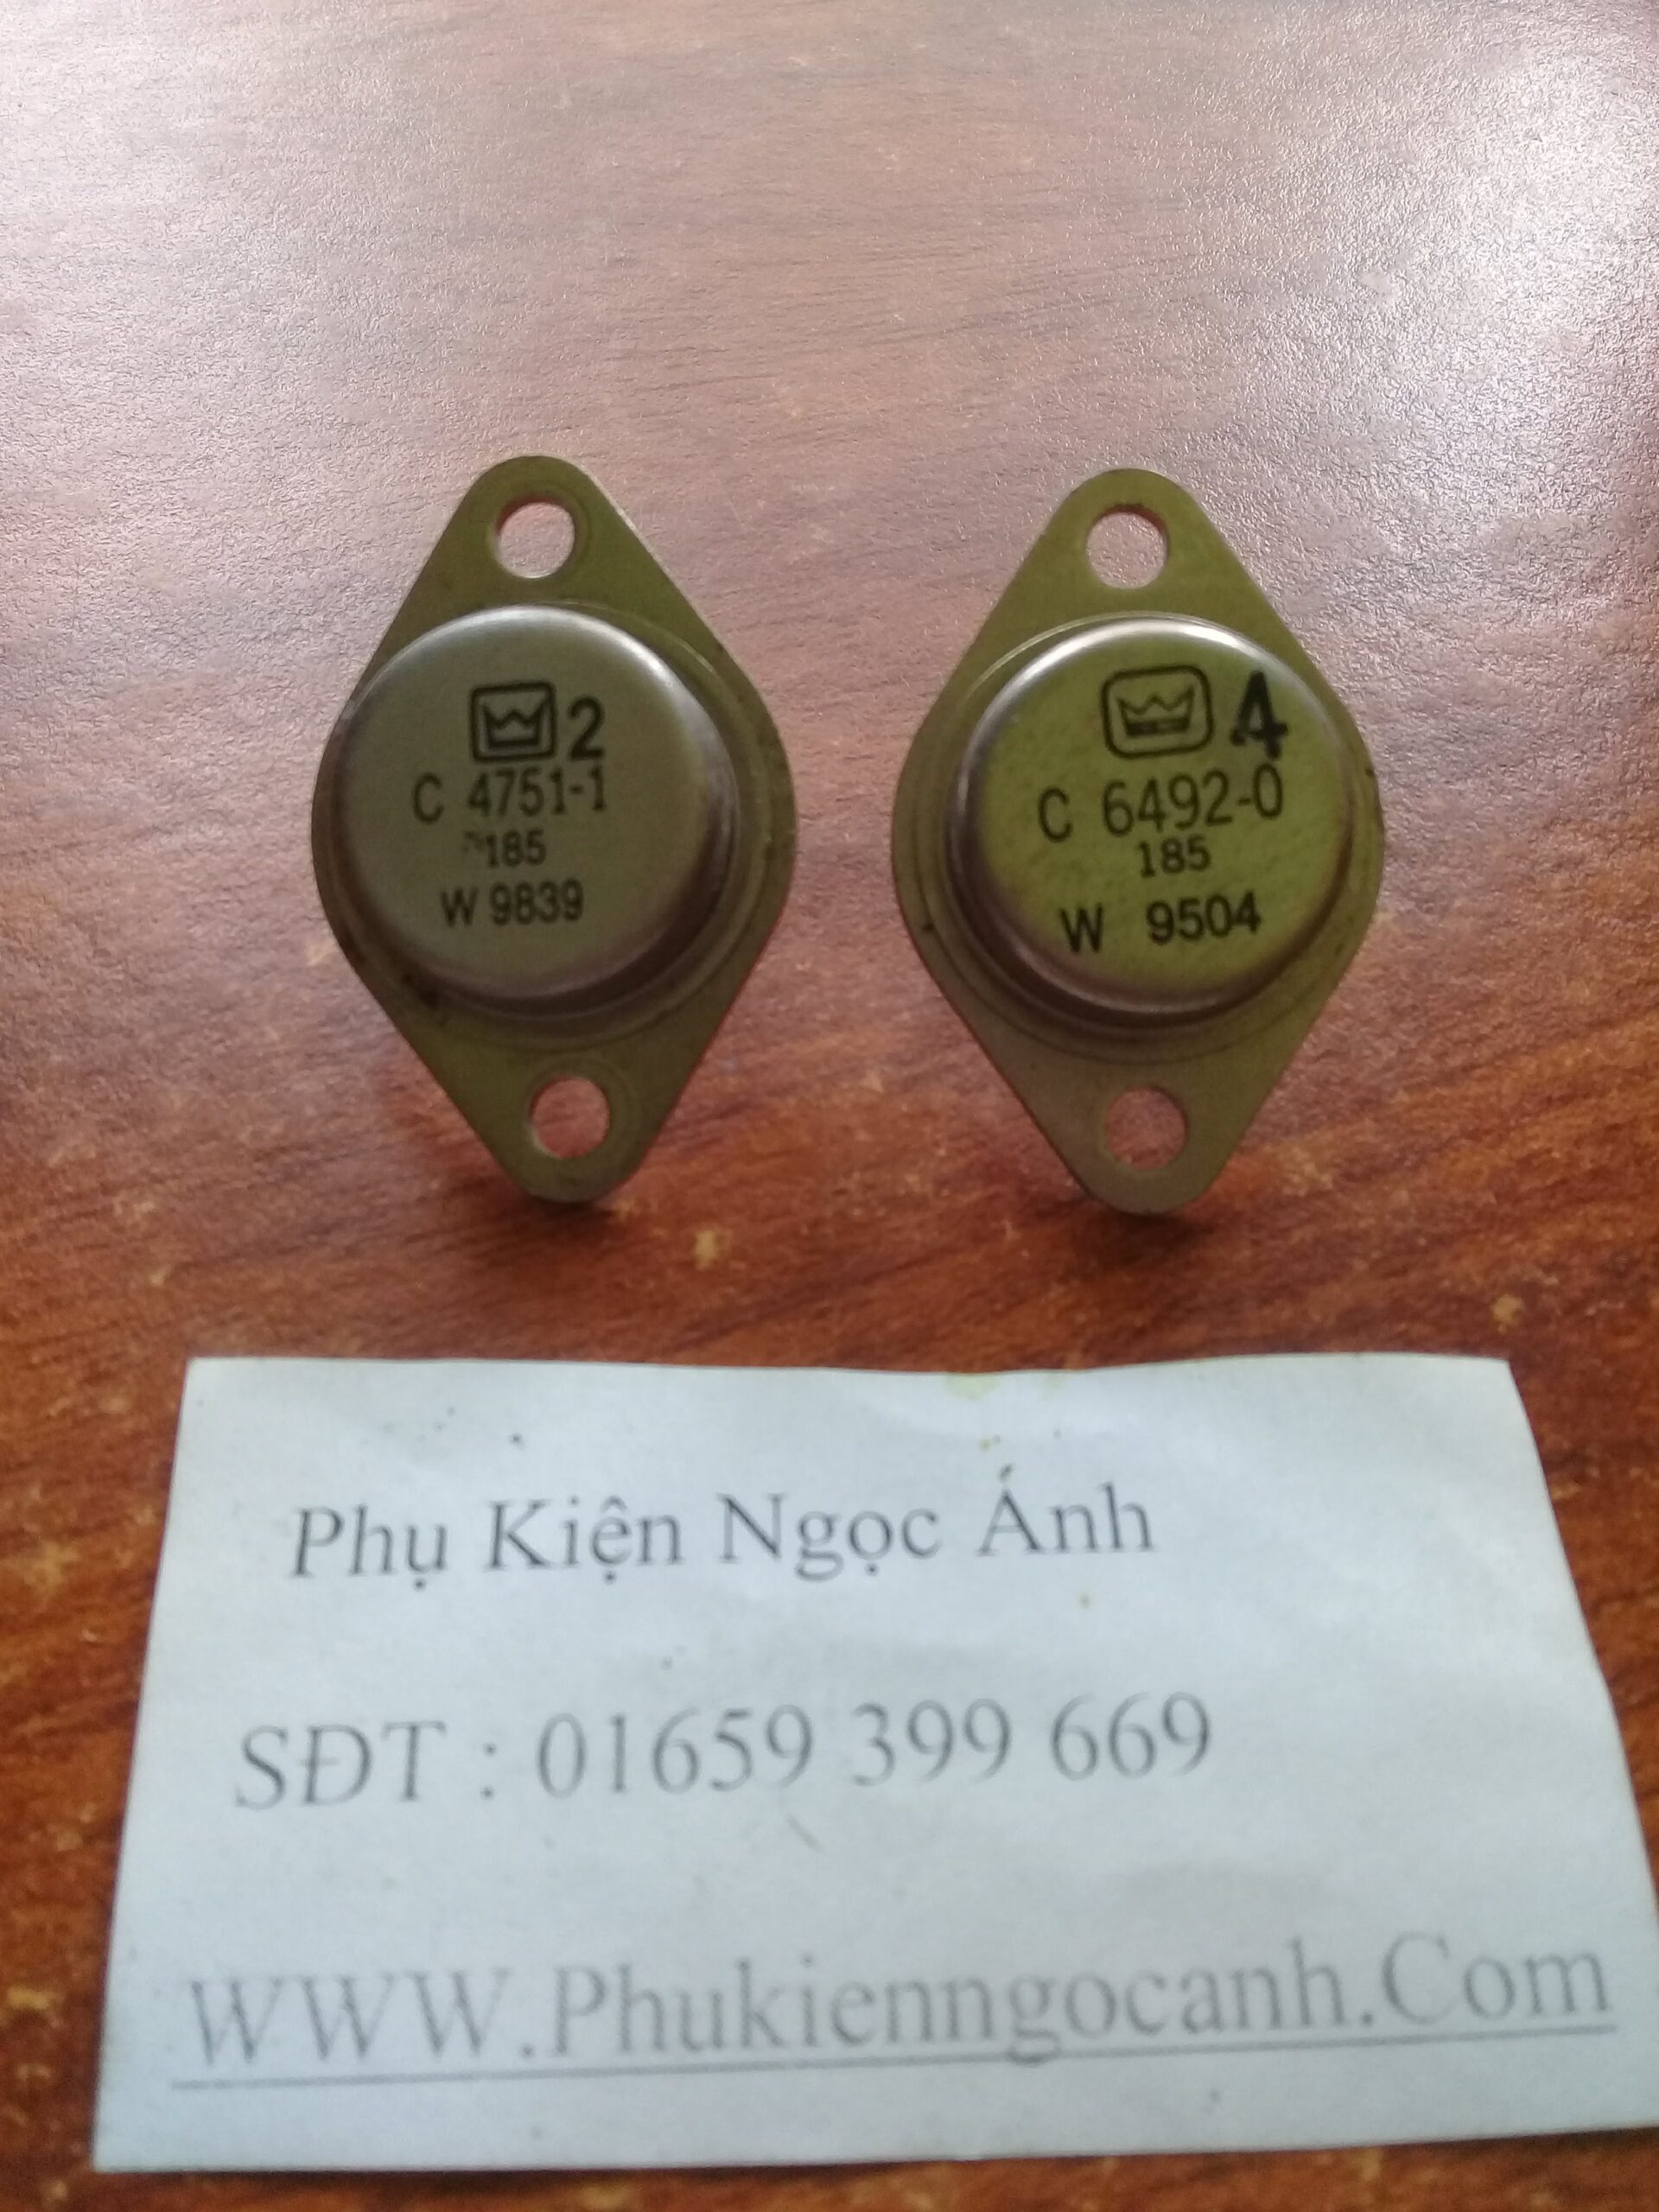 2
C 4751-1
185
W 9839
4
C 6492-0
185
W 9504
Phụ Kiện Ngọc Ánh
SĐT : 01659 399 669
WWW.Phukienngocanh.Com